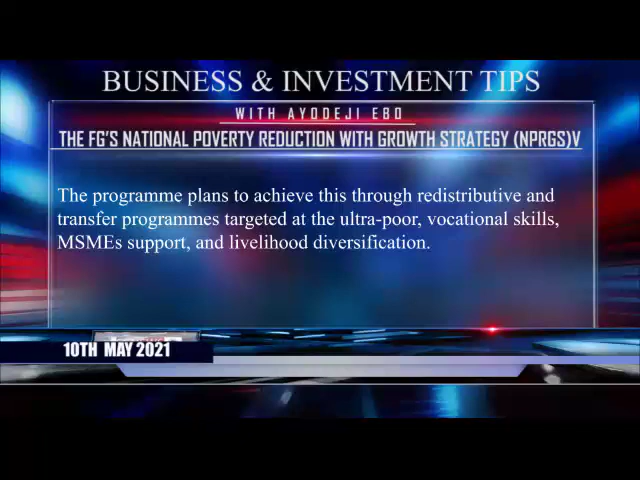 BUSINESS & INVESTMENT TIPS
WITH AYODEJI EBO
THE FG'S NATIONAL POVERTY REDUCTION WITH GROWTH STRATEGY (NPRGS)V
The programme plans to achieve this through redistributive and
transfer programmes targeted at the ultra-poor, vocational skills,
MSMEs support, and livelihood diversification.
10TH MAY 2021